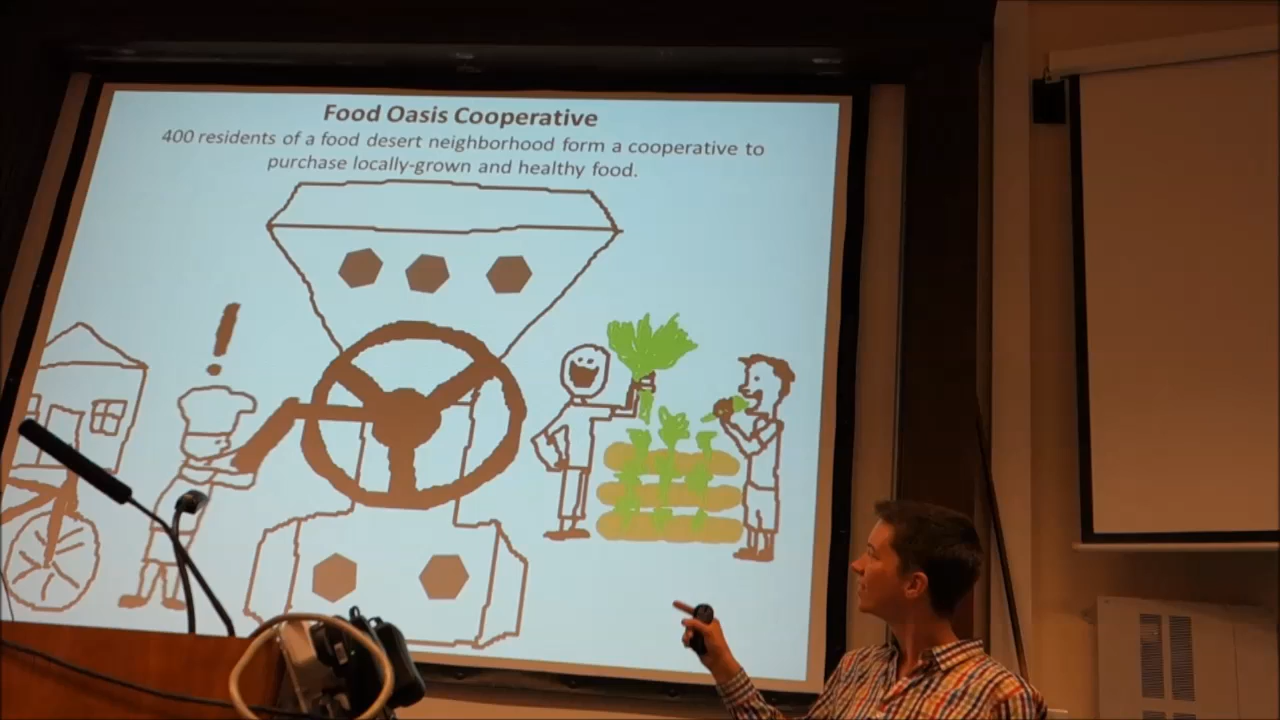 Food Oasis Cooperative
400 residents of a food desert neighborhood form a cooperative to
purchase locally-grown and healthy food.